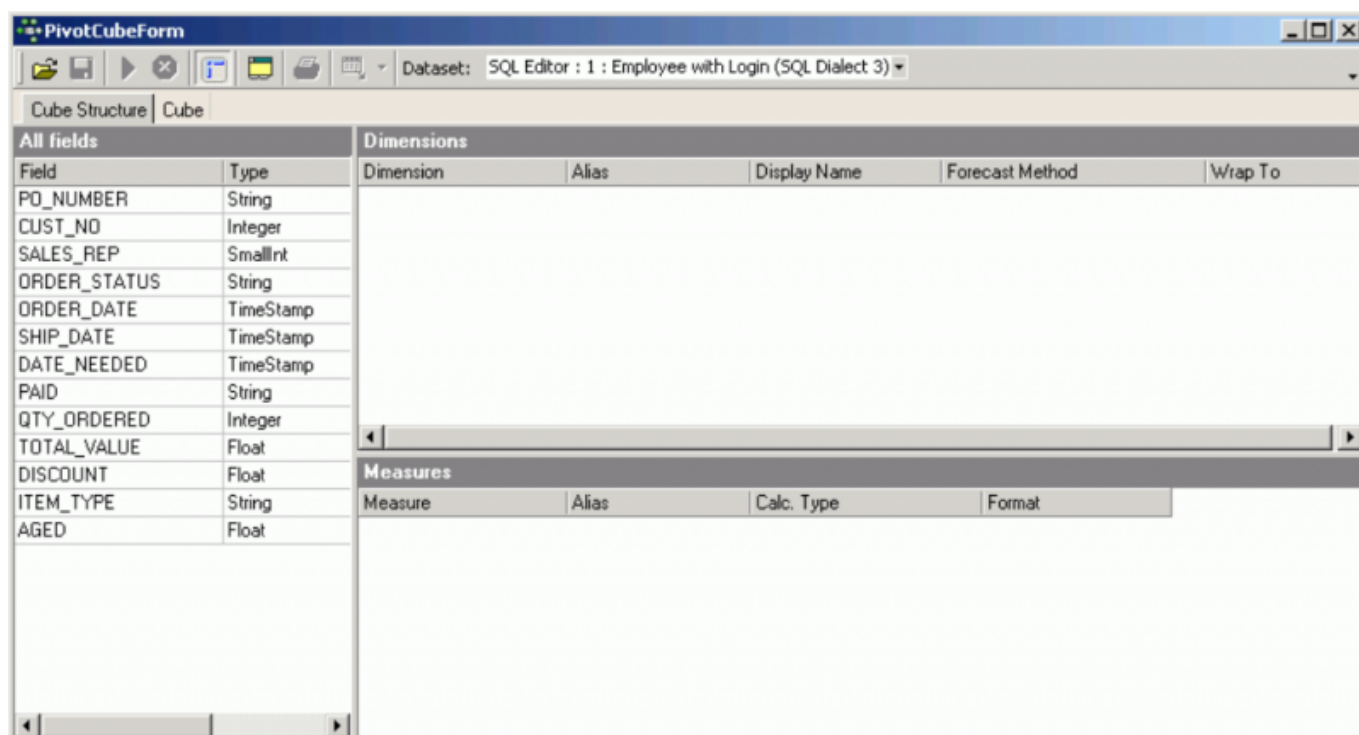 PivotCubeForm
Dataset: SQL Editor : 1 : Employee with Login (SQL Dialect 3)
Cube Structure Cube
All fields
Field Type
PO_NUMBER String
CUST_NO Integer
SALES_REP SmallInt
ORDER_STATUS String
ORDER_DATE TimeStamp
SHIP_DATE TimeStamp
DATE_NEEDED TimeStamp
PAID String
QTY_ORDERED Integer
TOTAL_VALUE Float
DISCOUNT Float
ITEM_TYPE String
AGED Float
Dimensions
Dimension Alias Display Name Forecast Method Wrap To
Measures
Measure Alias Calc. Type Format